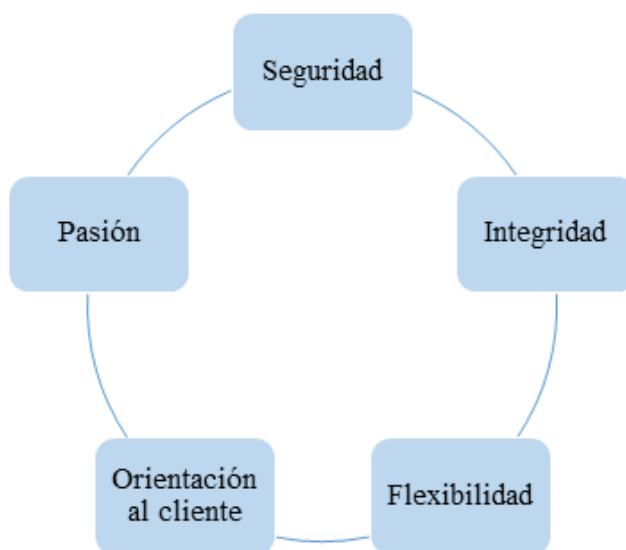 Seguridad
Integridad
Flexibilidad
Orientación
al cliente
Pasión